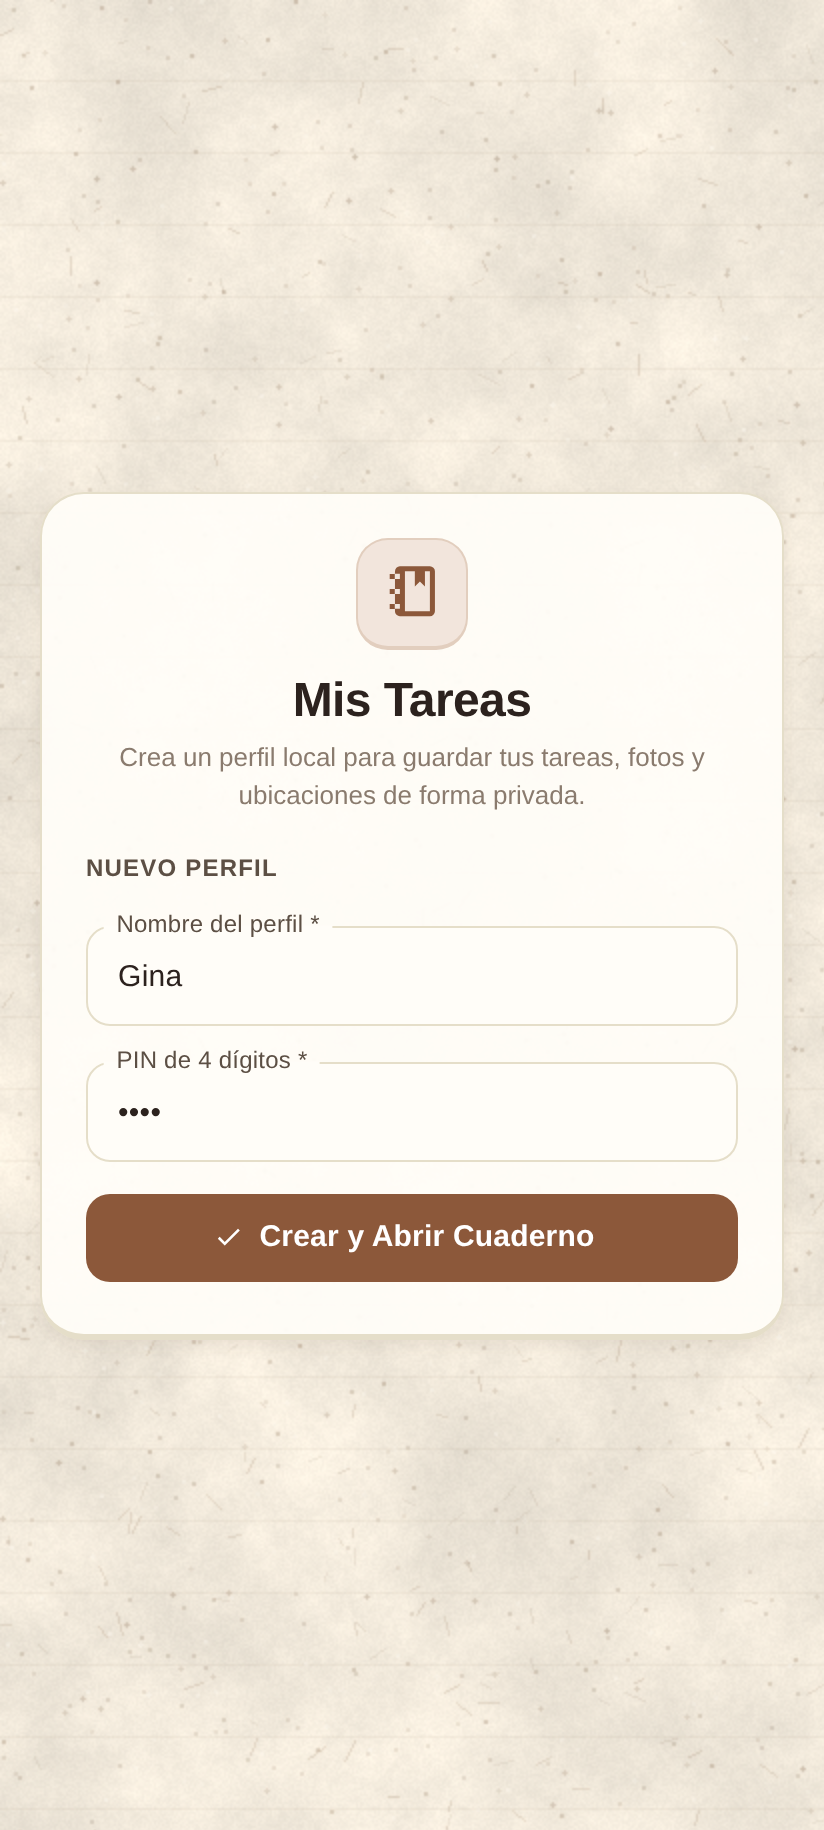 Mis Tareas
Crea un perfil local para guardar tus tareas, fotos y
ubicaciones de forma privada.
NUEVO PERFIL
Nombre del perfil *
Gina
PIN de 4 dígitos *
••••
Crear y Abrir Cuaderno